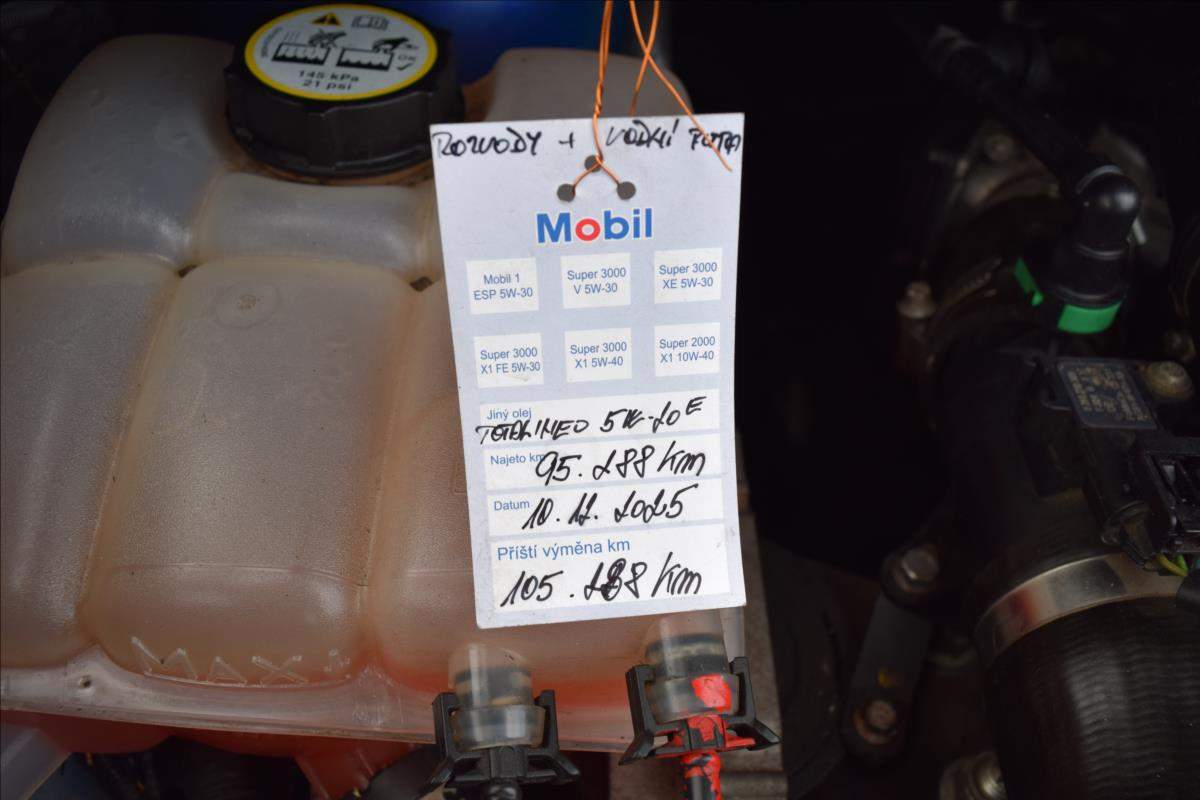 OK
145 kPa
21 psi
ROZVODY + VODNÍ PUMPA
Mobil
Mobil 1
ESP 5W-30
Super 3000
V 5W-30
Super 3000
XE 5W-30
Super 3000
X1 FE 5W-30
Super 3000
X1 5W-40
Super 2000
X1 10W-40
Jiný olej
TOTAL INEO 5W-20E
Najeto km
95.288 km
Datum
10.12.2025
Příští výměna km
105.288 km
MAX